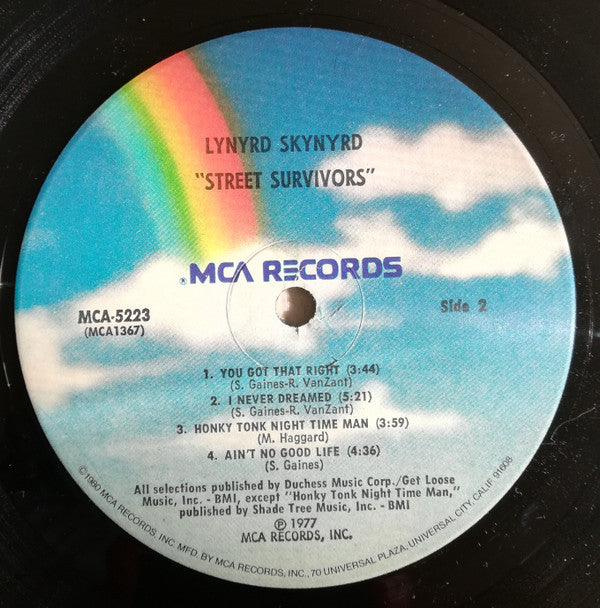 LYNYRD SKYNYRD
"STREET SURVIVORS"
®MCA RECORDS
MCA-5223
(MCA1367)
Side 2
1. YOU GOT THAT RIGHT (3:44)
(S. Gaines-R. VanZant)
2. I NEVER DREAMED (5:21)
(S. Gaines-R. VanZant)
3. HONKY TONK NIGHT TIME MAN (3:59)
(M. Haggard)
4. AIN'T NO GOOD LIFE (4:36)
(S. Gaines)
All selections published by Duchess Music Corp./Get Loose
Music, Inc. - BMI, except "Honky Tonk Night Time Man,"
published by Shade Tree Music, Inc. - BMI
℗ 1977
MCA RECORDS, INC.
©1980 MCA RECORDS, INC. MFD. BY MCA RECORDS, INC., 70 UNIVERSAL PLAZA, UNIVERSAL CITY, CALIF. 91608